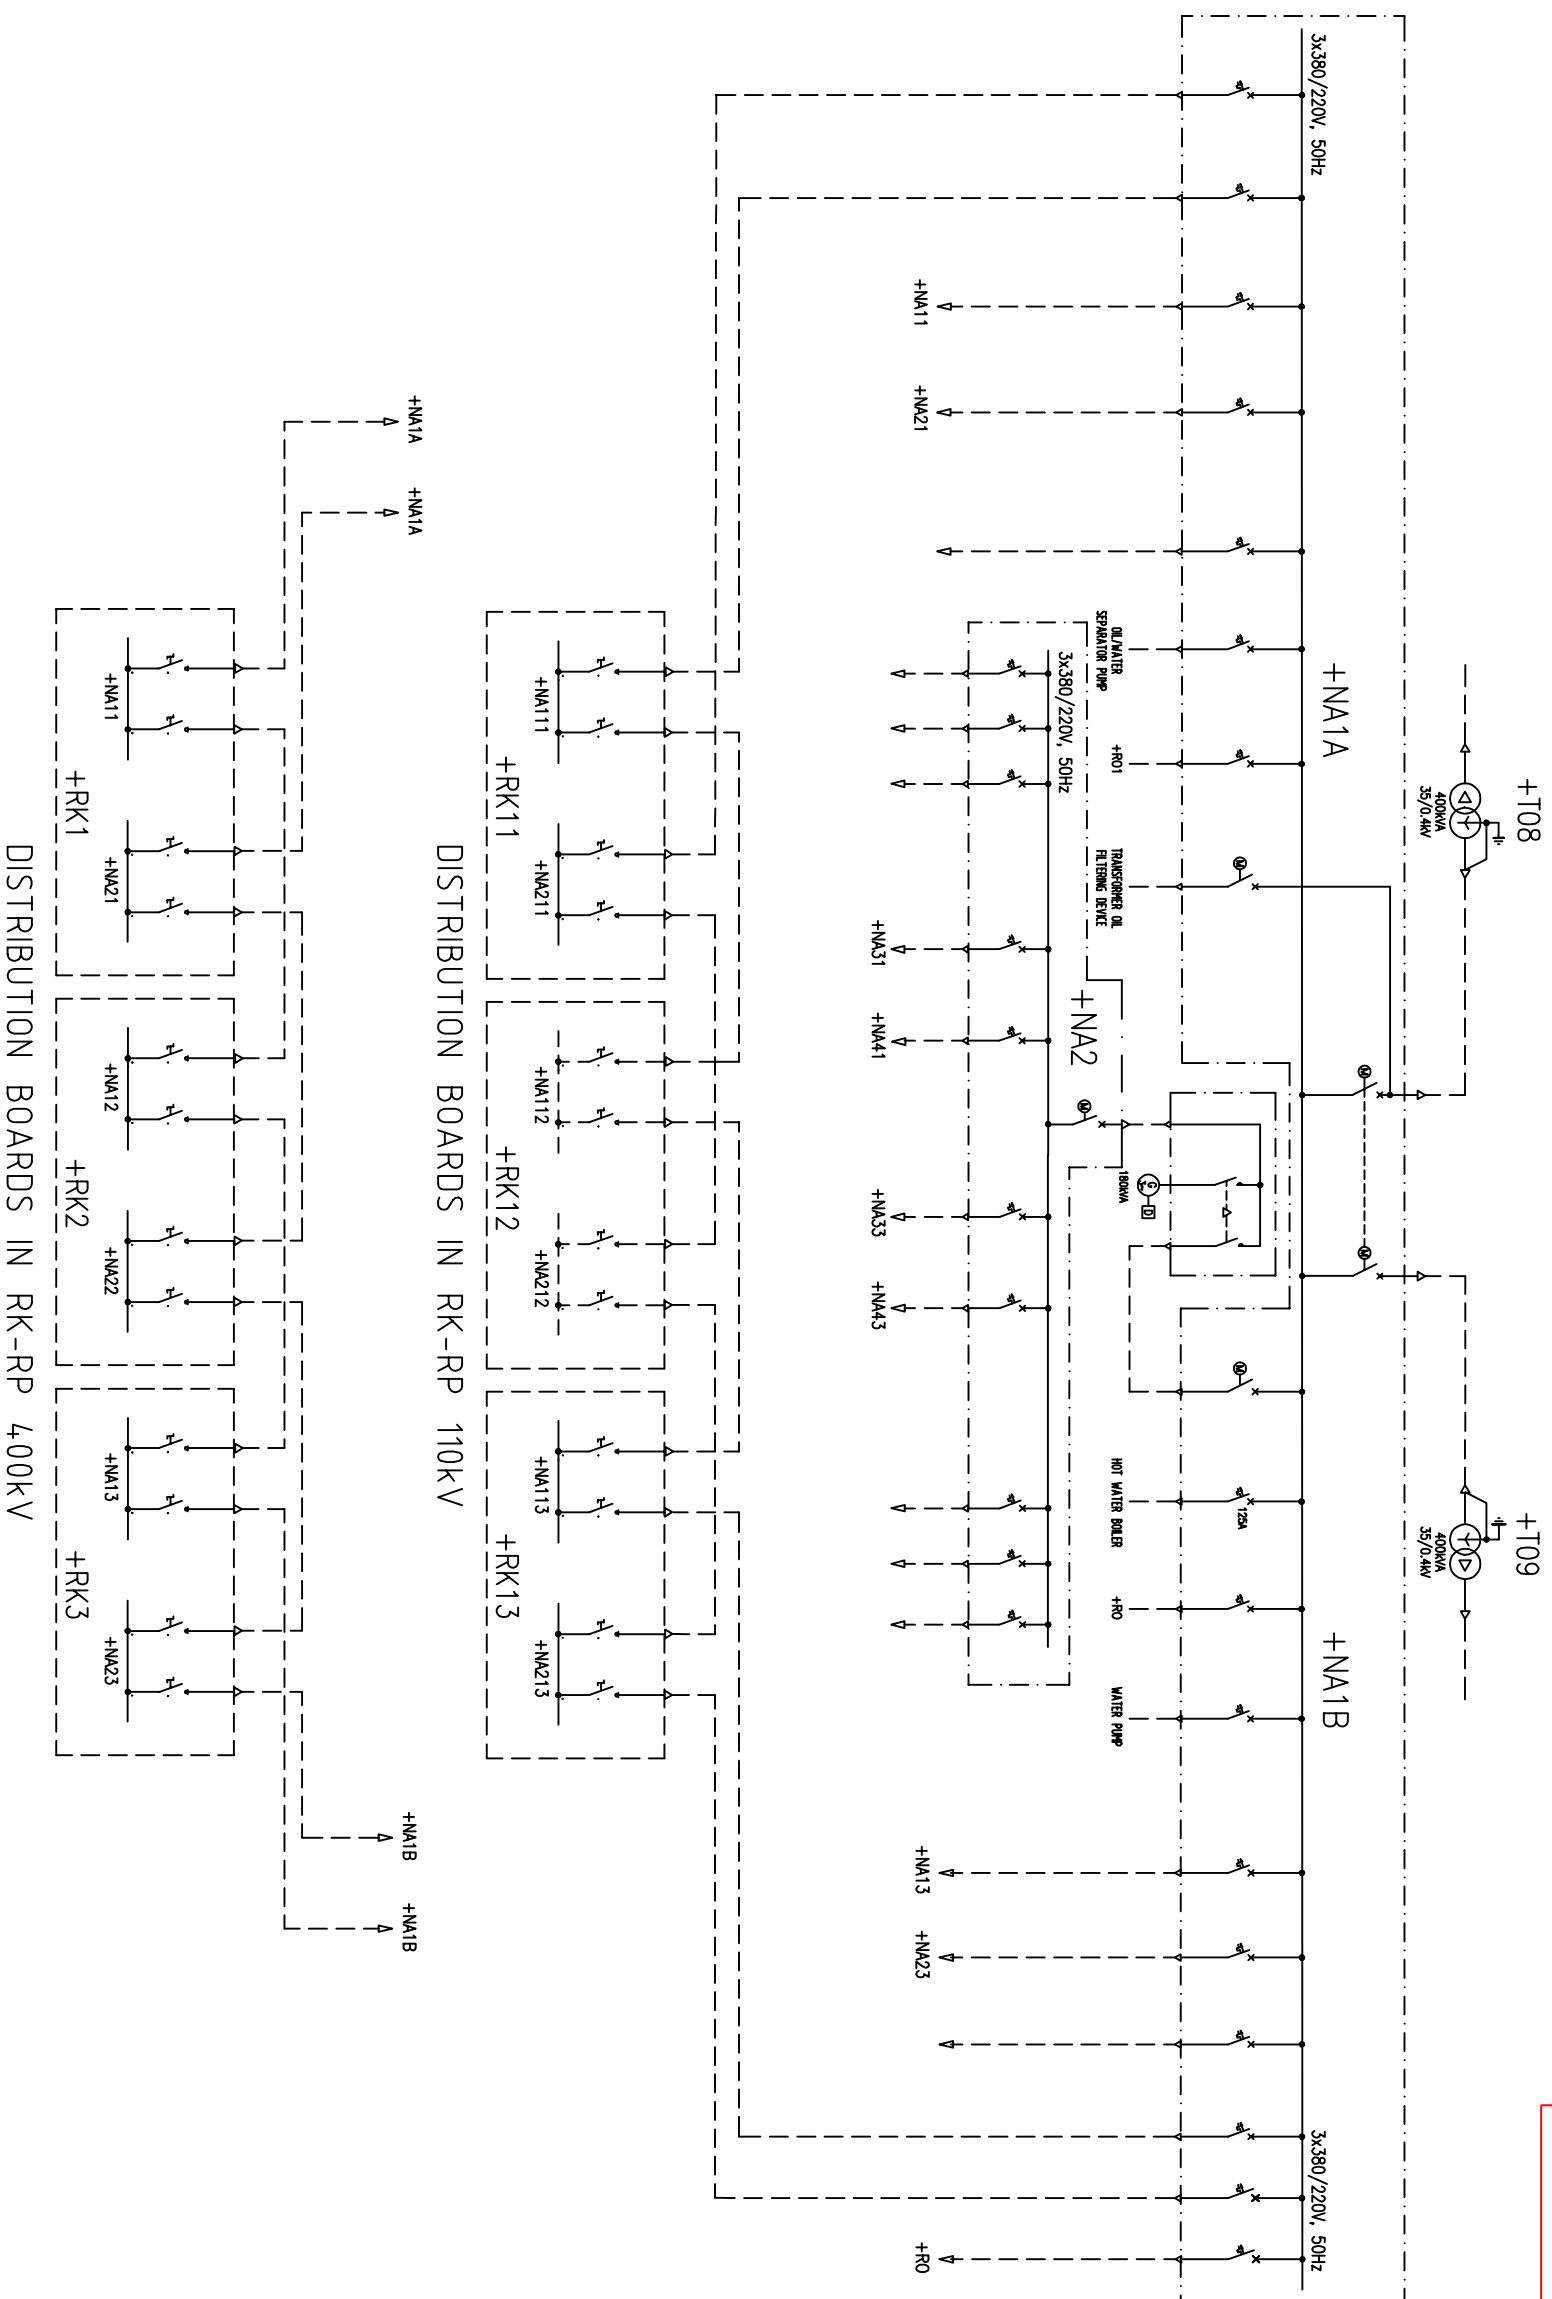 +T08
400kVA
35/0.4kV
+T09
400kVA
35/0.4kV
3x380/220V, 50Hz
+NA1A
+NA1B
3x380/220V, 50Hz
M
M
M
M
125A
OIL/WATER
SEPARATOR PUMP
+R01
TRANSFORMER OIL
FILTERING DEVICE
G
D
180kVA
HOT WATER BOILER
+R0
WATER PUMP
3x380/220V, 50Hz
+NA2
M
+NA11
+NA21
+NA31
+NA41
+NA33
+NA43
+NA13
+NA23
+R0
+NA111
+NA211
+NA112
+NA212
+NA113
+NA213
+RK11
+RK12
+RK13
DISTRIBUTION BOARDS IN RK-RP 110kV
+NA1A
+NA1A
+NA1B
+NA1B
+NA11
+NA21
+NA12
+NA22
+NA13
+NA23
+RK1
+RK2
+RK3
DISTRIBUTION BOARDS IN RK-RP 400kV